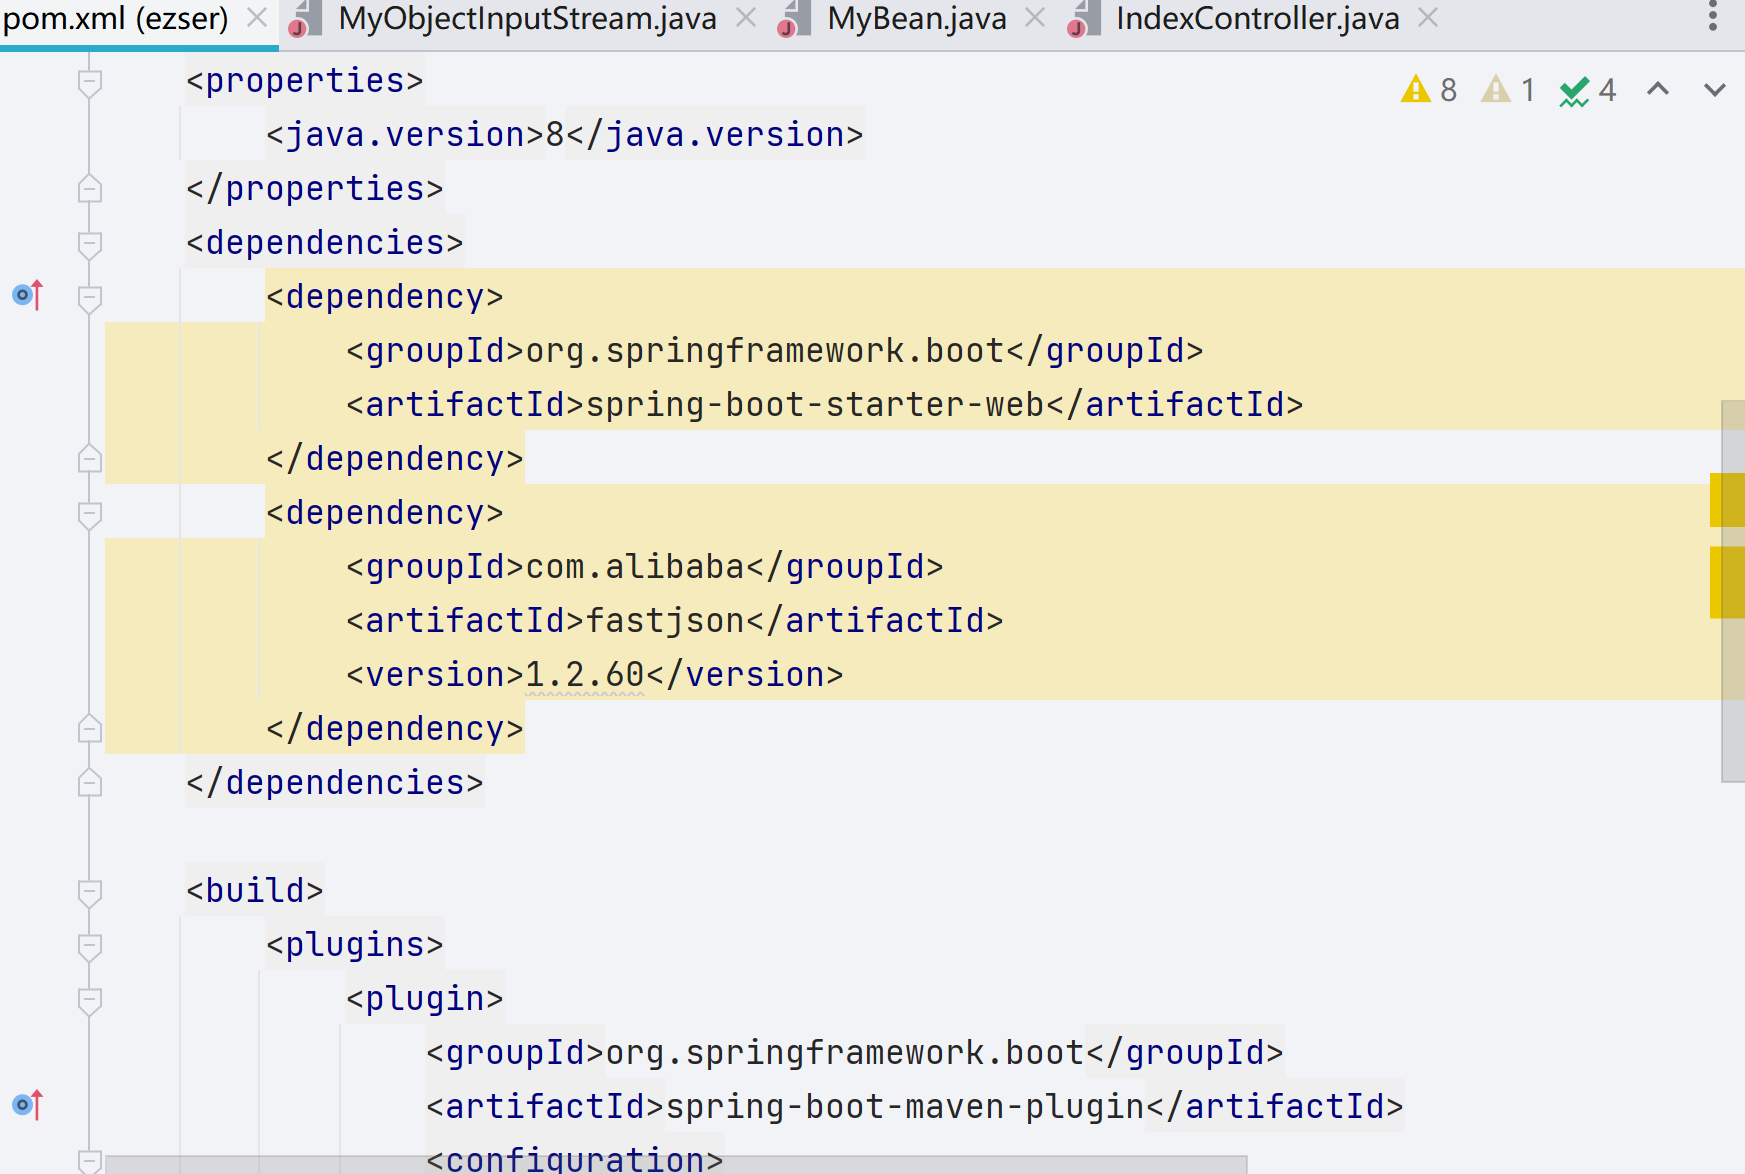 pom.xml (ezser) MyObjectInputStream.java MyBean.java IndexController.java
<properties> 8 1 4
<java.version>8</java.version>
</properties>
<dependencies>
<dependency>
<groupId>org.springframework.boot</groupId>
<artifactId>spring-boot-starter-web</artifactId>
</dependency>
<dependency>
<groupId>com.alibaba</groupId>
<artifactId>fastjson</artifactId>
<version>1.2.60</version>
</dependency>
</dependencies>
<build>
<plugins>
<plugin>
<groupId>org.springframework.boot</groupId>
<artifactId>spring-boot-maven-plugin</artifactId>
<configuration>